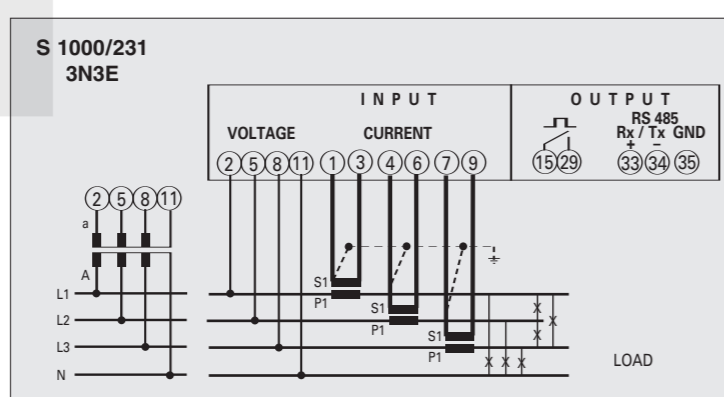 S 1000/231
3N3E
INPUT
OUTPUT
VOLTAGE
CURRENT
RS 485
Rx / Tx GND
+ −
2 5 8 11 1 3 4 6 7 9
15 29 33 34 35
2 5 8 11
a
A
S1
L1
P1
S1
L2
P1
S1
L3
P1
LOAD
N
X
X
X
X X X